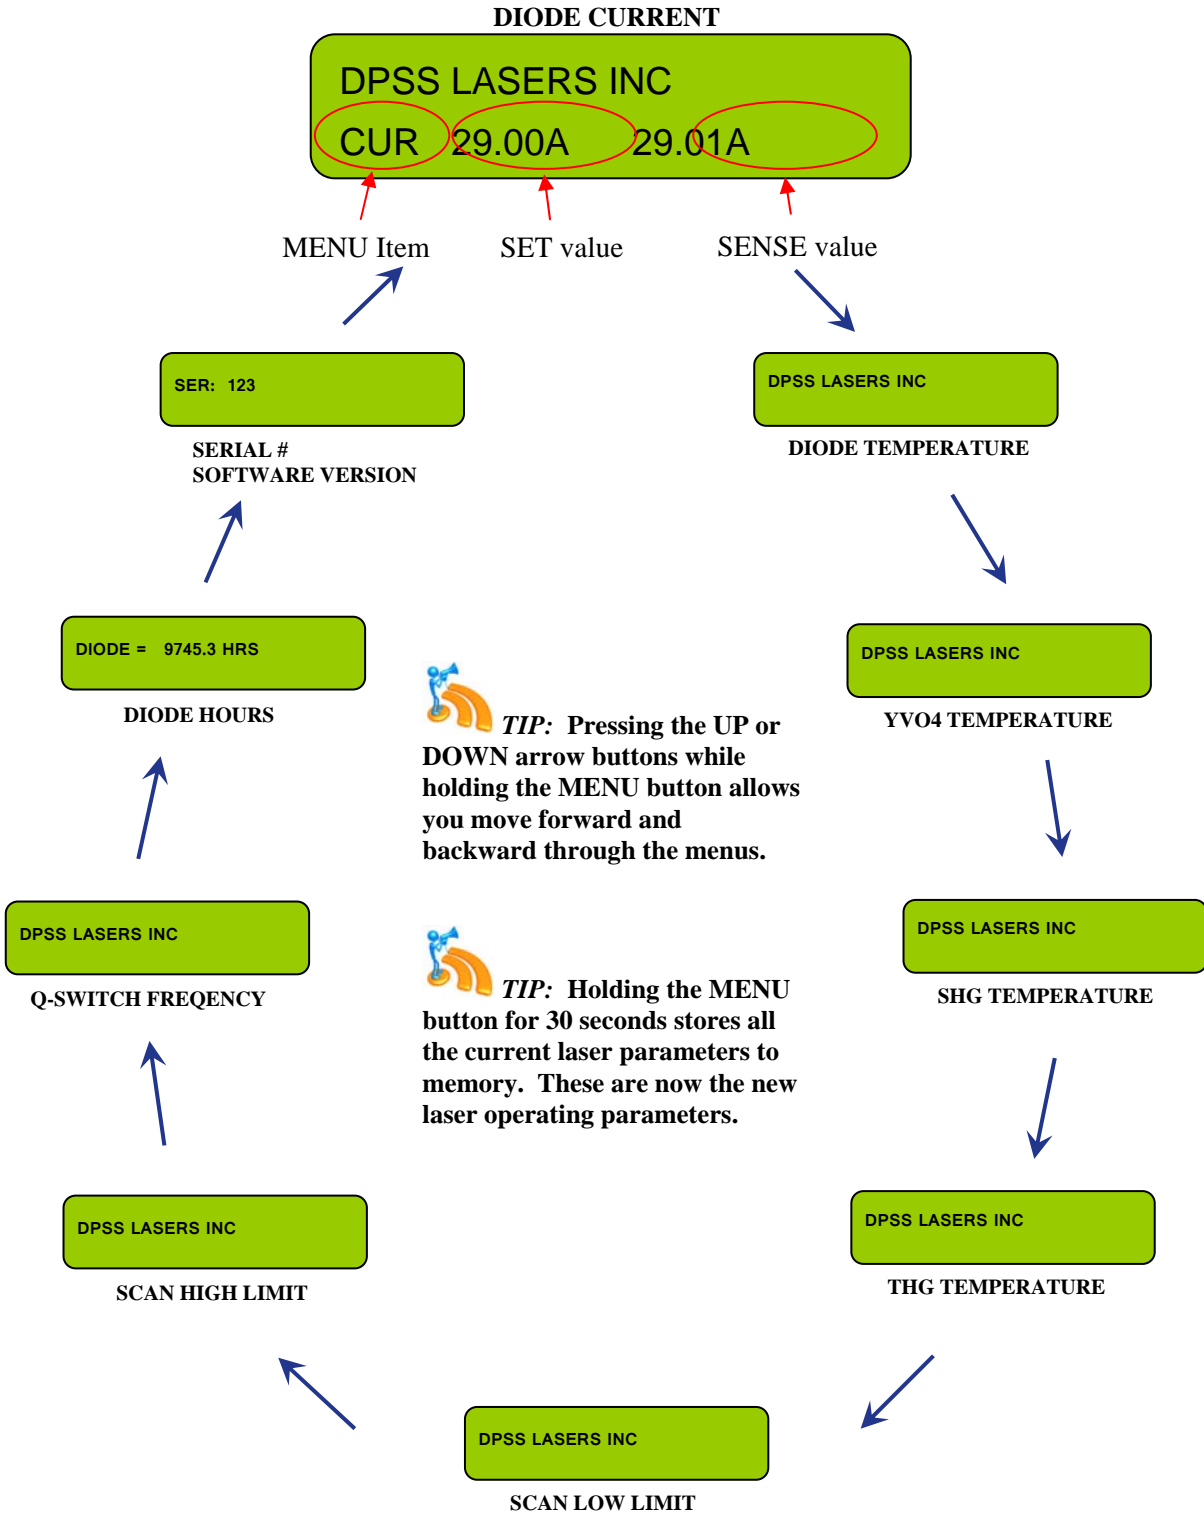 DIODE CURRENT
DPSS LASERS INC
CUR 29.00A 29.01A
MENU Item SET value SENSE value
SER: 123
SERIAL #
SOFTWARE VERSION
DPSS LASERS INC
DIODE TEMPERATURE
DIODE = 9745.3 HRS
DIODE HOURS
DPSS LASERS INC
YVO4 TEMPERATURE
TIP: Pressing the UP or
DOWN arrow buttons while
holding the MENU button allows
you move forward and
backward through the menus.
DPSS LASERS INC
Q-SWITCH FREQENCY
DPSS LASERS INC
SHG TEMPERATURE
TIP: Holding the MENU
button for 30 seconds stores all
the current laser parameters to
memory. These are now the new
laser operating parameters.
DPSS LASERS INC
SCAN HIGH LIMIT
DPSS LASERS INC
THG TEMPERATURE
DPSS LASERS INC
SCAN LOW LIMIT